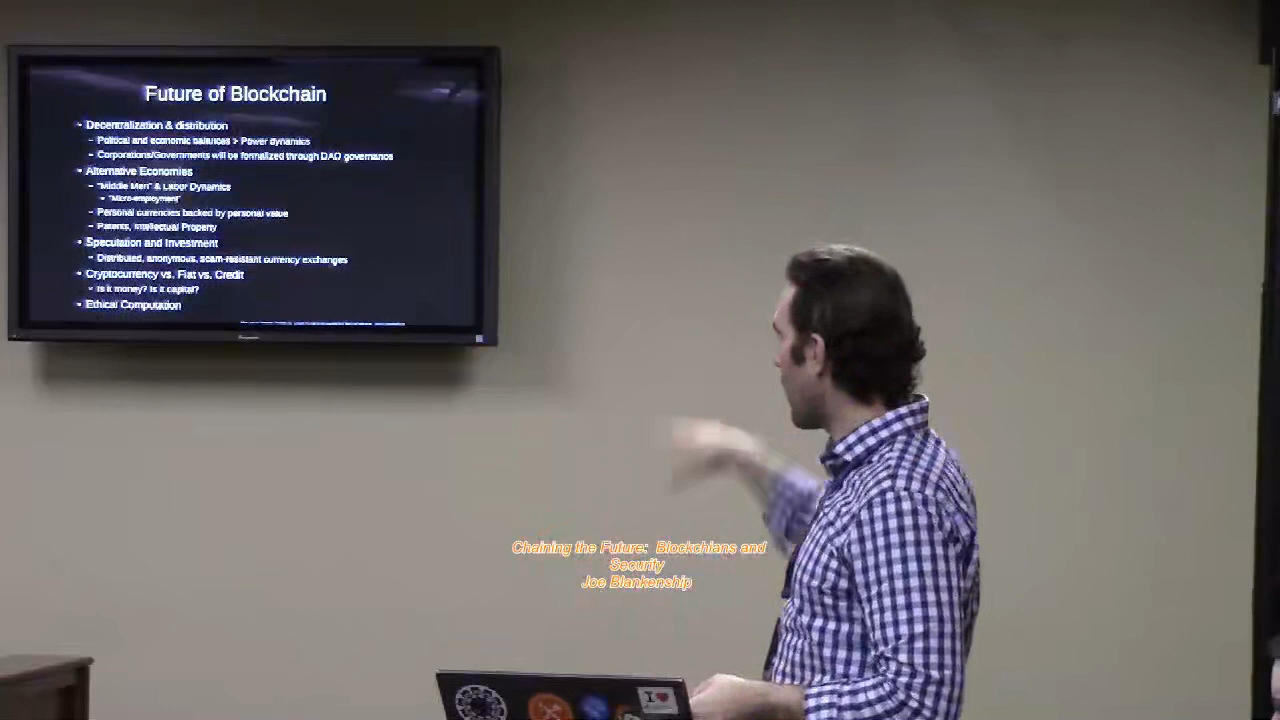 Future of Blockchain
Decentralization & distribution
Political and economic balances > Power dynamics
Corporations/Governments will be formalized through DAO governance
Alternative Economies
"Middle Men" & Labor Dynamics
"Micro-employment"
Personal currencies backed by personal value
Patents, Intellectual Property
Speculation and Investment
Distributed, anonymous, scam-resistant currency exchanges
Cryptocurrency vs. Fiat vs. Credit
Is it money? Is it capital?
Ethical Computation
Chaining the Future: Blockchians and
Security
Joe Blankenship
I